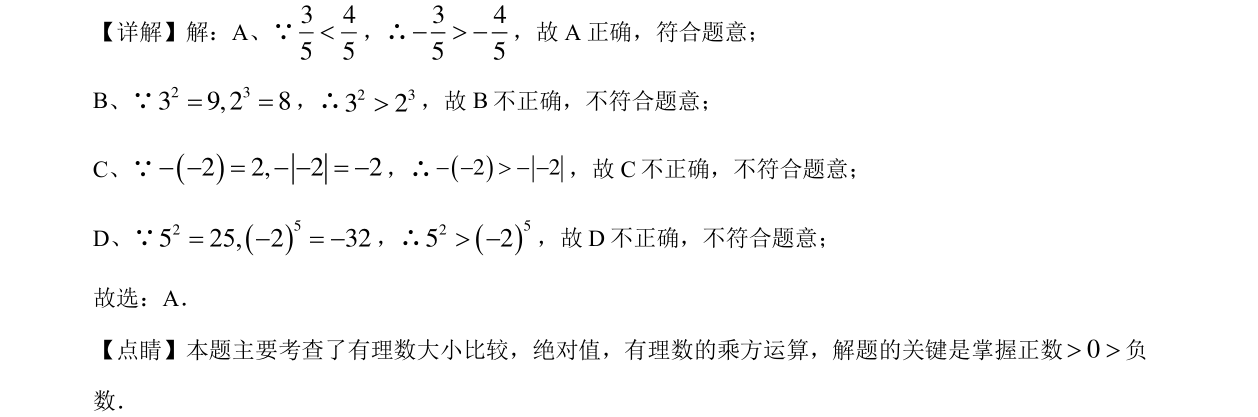 【详解】解：A、∵ 3/5 < 4/5，∴ −3/5 > −4/5，故 A 正确，符合题意；
B、∵ 3² = 9, 2³ = 8，∴ 3² > 2³，故 B 不正确，不符合题意；
C、∵ −(−2) = 2, −|−2| = −2，∴ −(−2) > −|−2|，故 C 不正确，不符合题意；
D、∵ 5² = 25, (−2)⁵ = −32，∴ 5² > (−2)⁵，故 D 不正确，不符合题意；
故选：A．
【点睛】本题主要考查了有理数大小比较，绝对值，有理数的乘方运算，解题的关键是掌握正数 > 0 > 负
数．